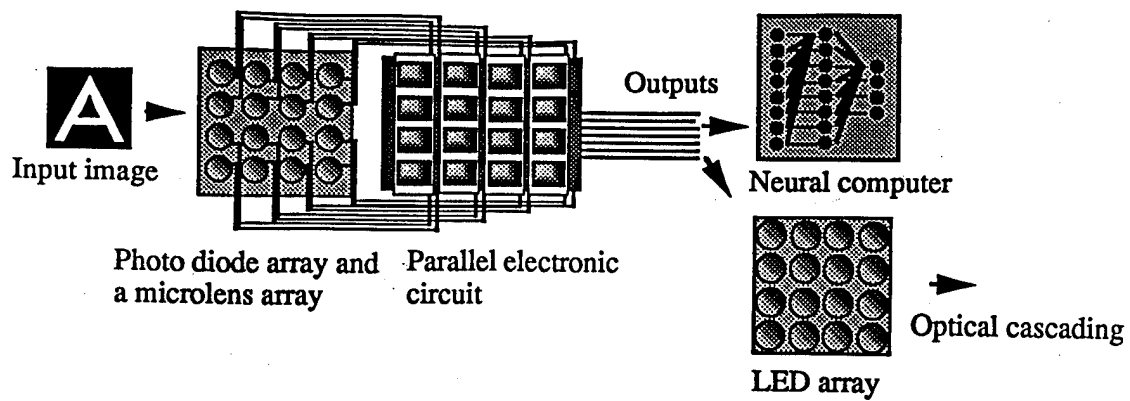 A
Input image
Photo diode array and
a microlens array
Parallel electronic
circuit
Outputs
Neural computer
LED array
Optical cascading